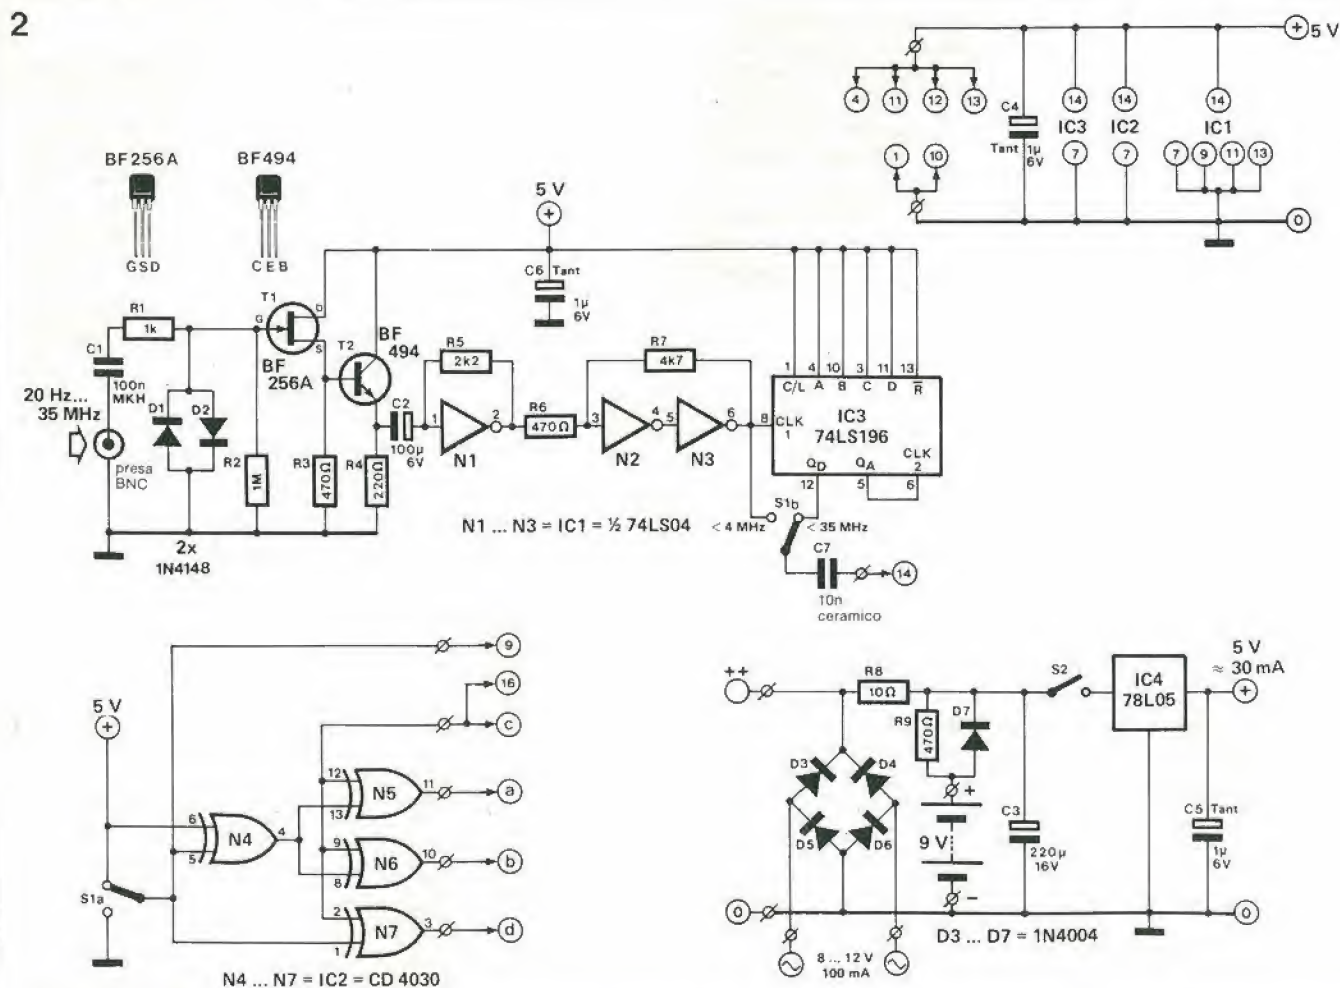 2
5 V
4 11 12 13
C4
Tant
1µ
6V
14 14 14
IC3 IC2 IC1
1 10
7 7 7 9 11 13
0
BF256A
BF494
GSD
CEB
5 V
+
C6 Tant
1µ
6V
R1
1k
T1
G
D
S
BF
256A
T2
BF
494
C1
100n
MKH
20 Hz...
35 MHz
presa
BNC
D1
D2
R2
1M
R3
470Ω
R4
220Ω
C2
100µ
6V
R5
2k2
1
2
N1
R6
470Ω
R7
4k7
3
4
5
6
N2
N3
1 4 10 3 11 13
C/L A B C D R̅
8
CLK
1
IC3
74LS196
QD
QA
CLK
2
12
5
6
S1b
< 4 MHz
< 35 MHz
C7
10n
ceramico
14
N1 ... N3 = IC1 = ½ 74LS04
2x
1N4148
9
16
c
5 V
+
12
13
N5
11
a
6
5
N4
4
9
8
N6
10
b
S1a
2
1
N7
3
d
N4 ... N7 = IC2 = CD 4030
++
R8
10Ω
S2
IC4
78L05
5 V
≈ 30 mA
+
R9
470Ω
D7
D3
D4
D5
D6
+
9 V
−
C3
220µ
16V
C5 Tant
1µ
6V
0
0
8 ... 12 V
100 mA
D3 ... D7 = 1N4004